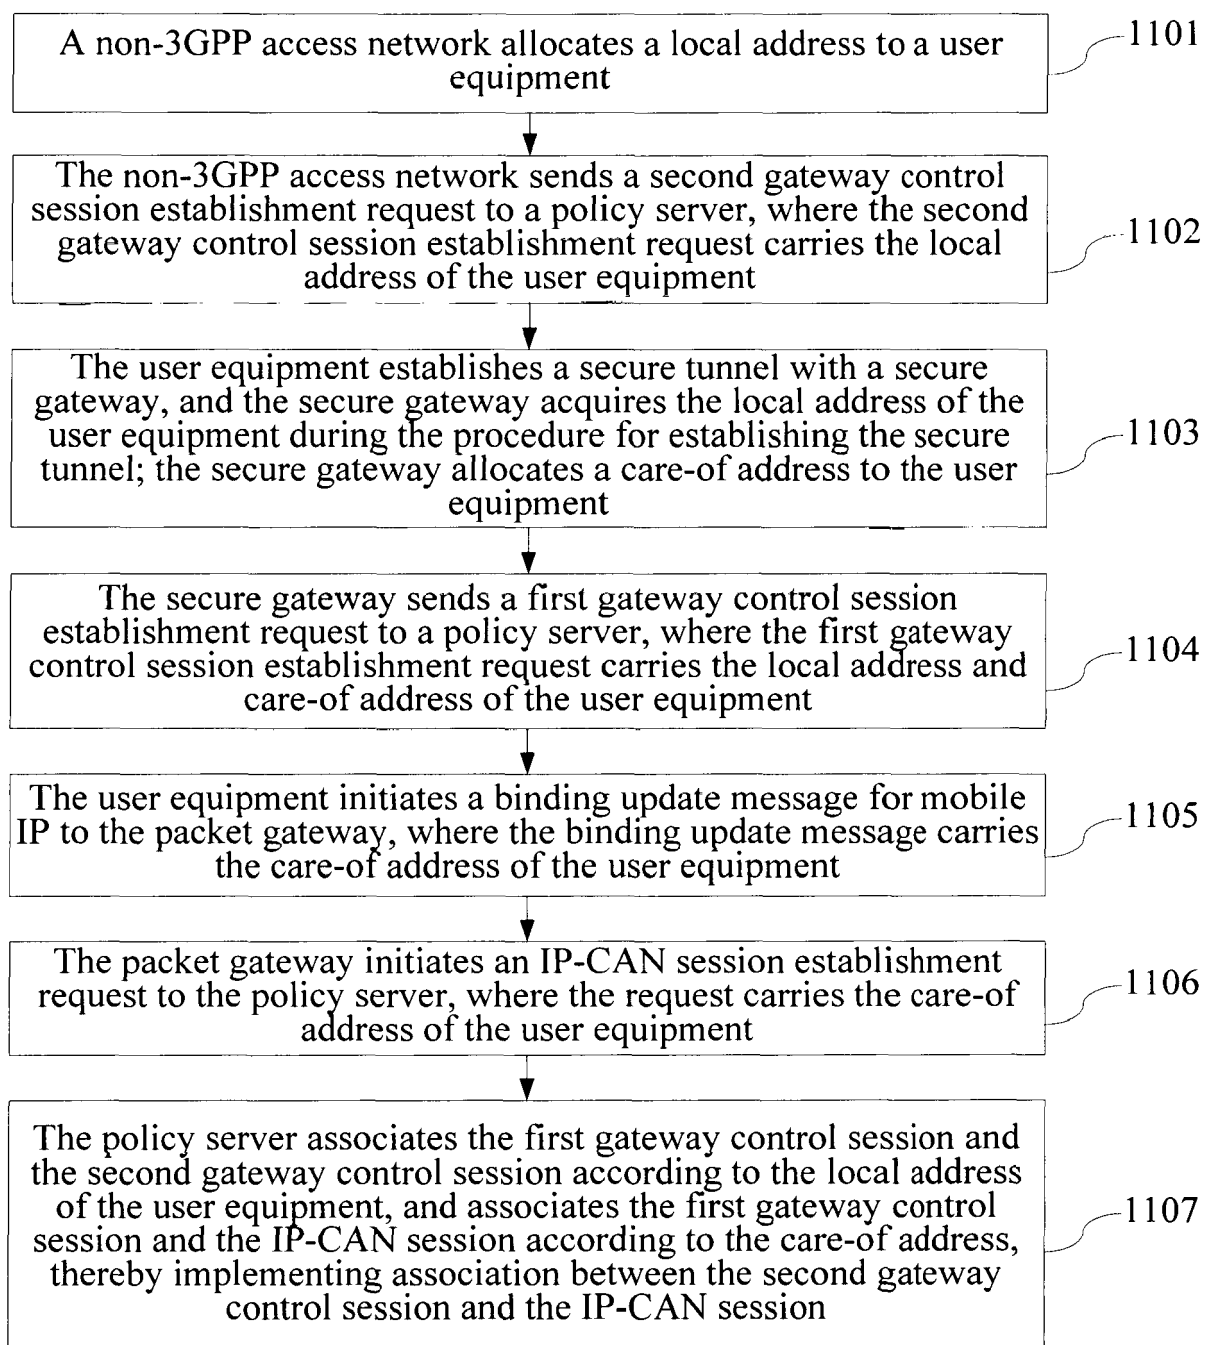 A non-3GPP access network allocates a local address to a user
equipment
1101
The non-3GPP access network sends a second gateway control
session establishment request to a policy server, where the second
gateway control session establishment request carries the local
address of the user equipment
1102
The user equipment establishes a secure tunnel with a secure
gateway, and the secure gateway acquires the local address of the
user equipment during the procedure for establishing the secure
tunnel; the secure gateway allocates a care-of address to the user
equipment
1103
The secure gateway sends a first gateway control session
establishment request to a policy server, where the first gateway
control session establishment request carries the local address and
care-of address of the user equipment
1104
The user equipment initiates a binding update message for mobile
IP to the packet gateway, where the binding update message carries
the care-of address of the user equipment
1105
The packet gateway initiates an IP-CAN session establishment
request to the policy server, where the request carries the care-of
address of the user equipment
1106
The policy server associates the first gateway control session and
the second gateway control session according to the local address
of the user equipment, and associates the first gateway control
session and the IP-CAN session according to the care-of address,
thereby implementing association between the second gateway
control session and the IP-CAN session
1107